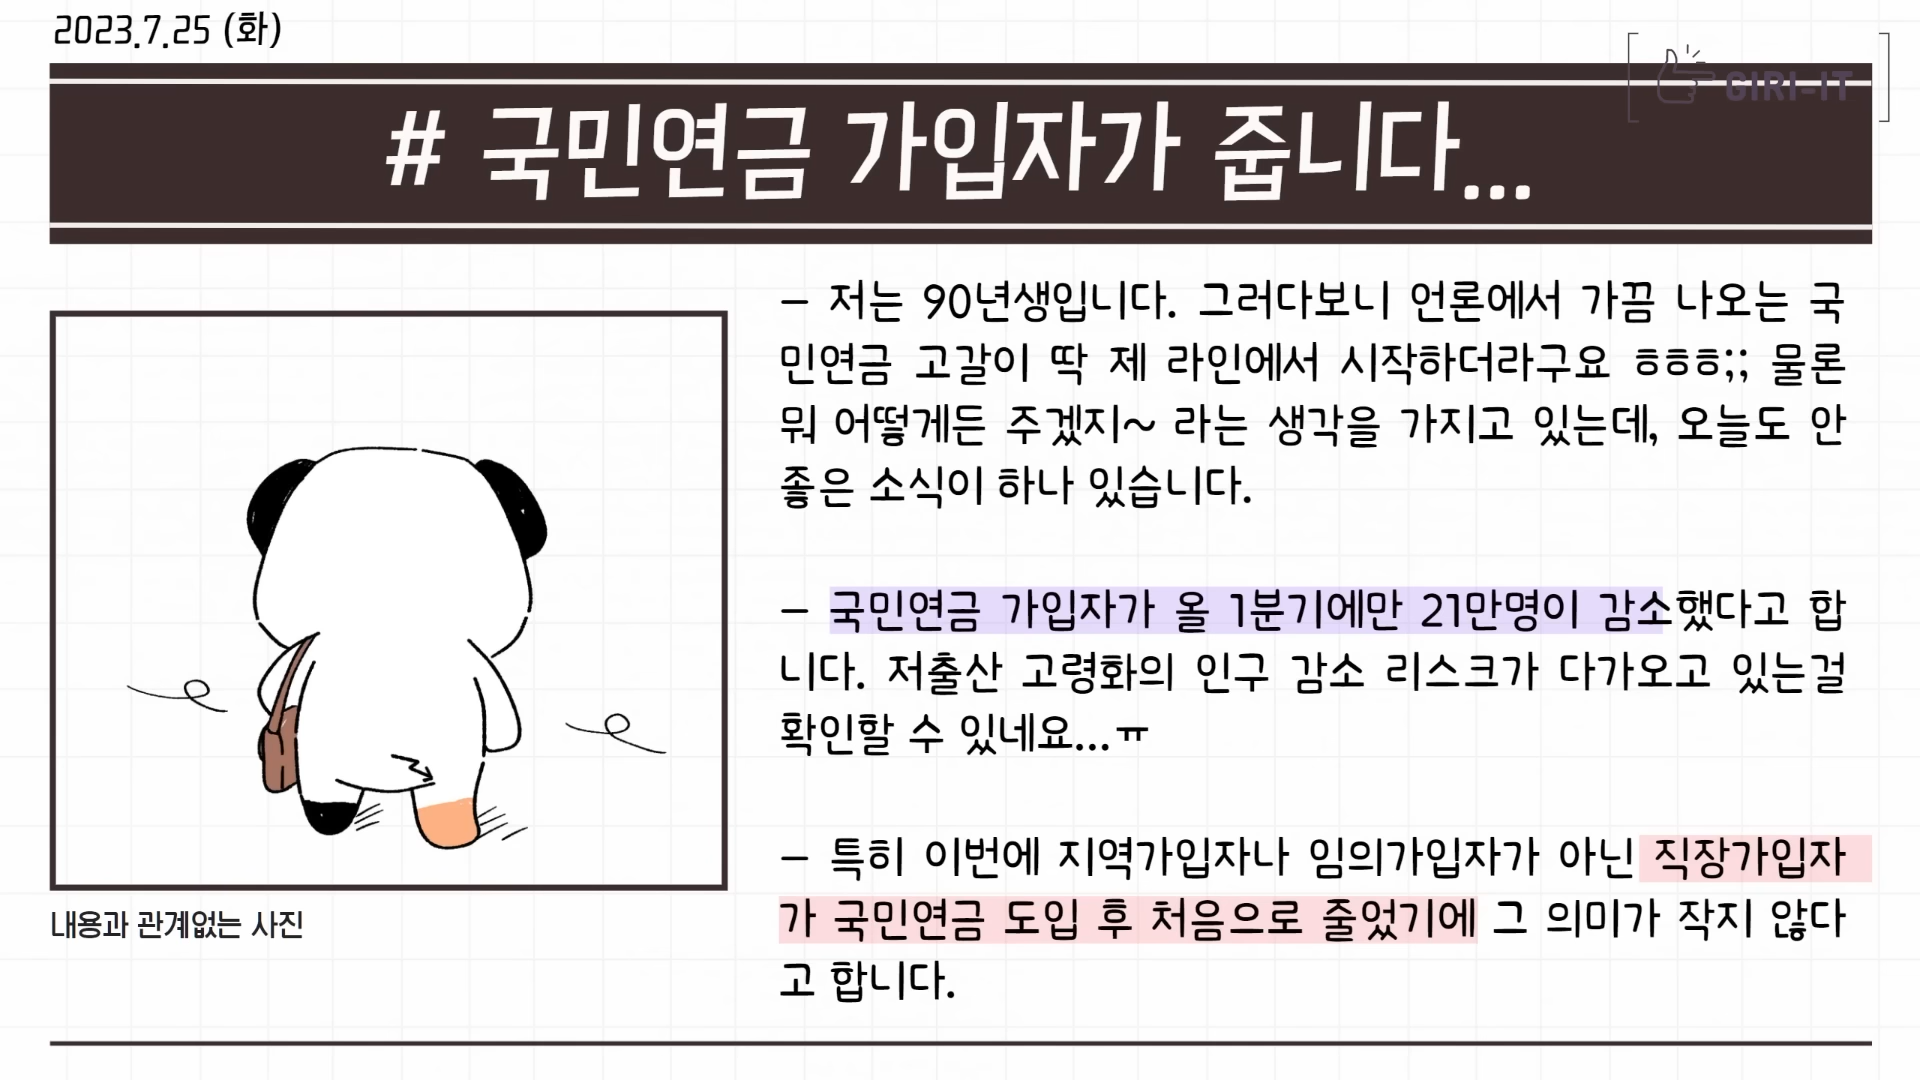 2023.7.25 (화)
GIRI-IT
# 국민연금 가입자가 줍니다...
- 저는 90년생입니다. 그러다보니 언론에서 가끔 나오는 국
민연금 고갈이 딱 제 라인에서 시작하더라구요 ㅎㅎㅎ;; 물론
뭐 어떻게든 주겠지~ 라는 생각을 가지고 있는데, 오늘도 안
좋은 소식이 하나 있습니다.
- 국민연금 가입자가 올 1분기에만 21만명이 감소했다고 합
니다. 저출산 고령화의 인구 감소 리스크가 다가오고 있는걸
확인할 수 있네요...ㅠ
- 특히 이번에 지역가입자나 임의가입자가 아닌 직장가입자
가 국민연금 도입 후 처음으로 줄었기에 그 의미가 작지 않다
고 합니다.
내용과 관계없는 사진